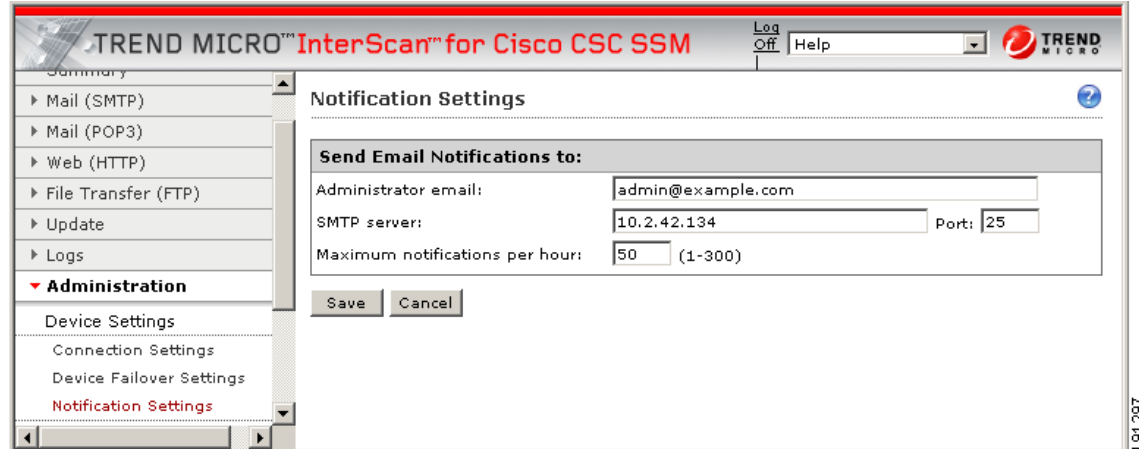 TREND MICRO™ InterScan™ for Cisco CSC SSM
Log Off
Help
TREND MICRO
Summary
Mail (SMTP)
Mail (POP3)
Web (HTTP)
File Transfer (FTP)
Update
Logs
Administration
Device Settings
Connection Settings
Device Failover Settings
Notification Settings
Notification Settings
?
Send Email Notifications to:
Administrator email: admin@example.com
SMTP server: 10.2.42.134 Port: 25
Maximum notifications per hour: 50 (1-300)
Save Cancel
191297